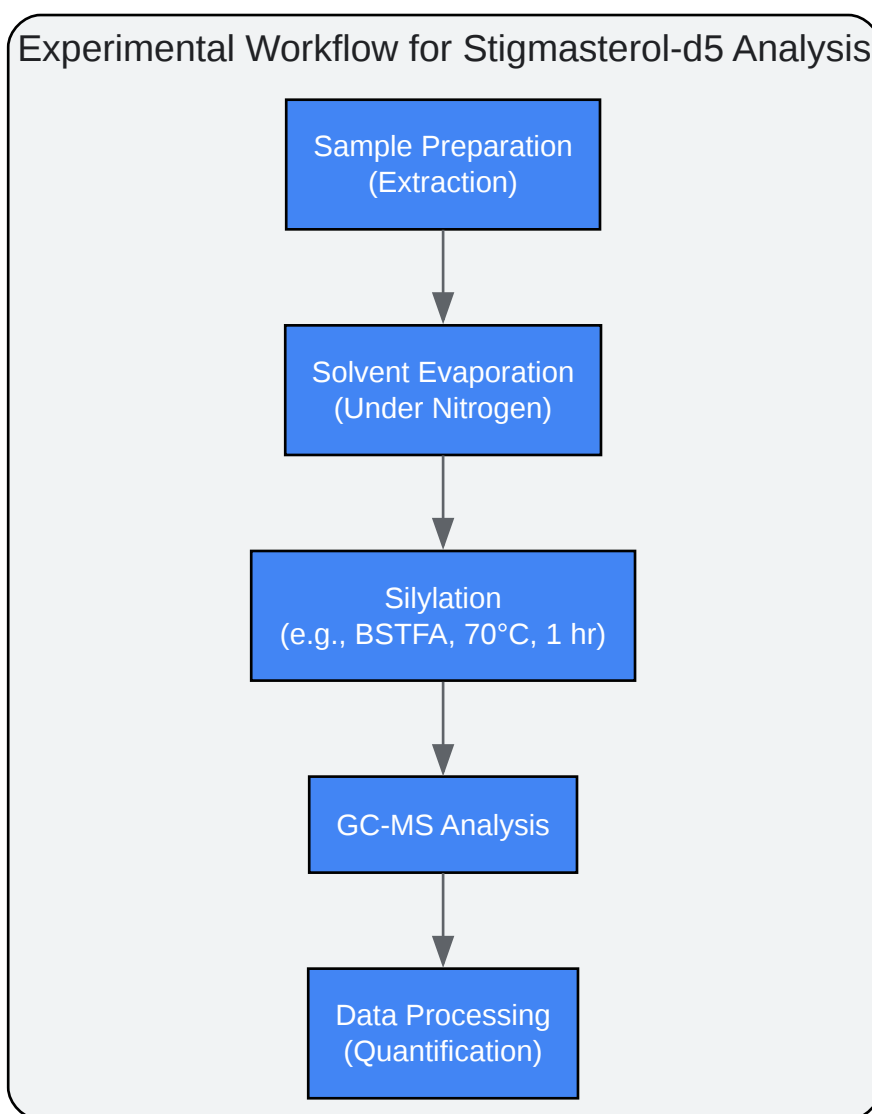 Experimental Workflow for Stigmasterol-d5 Analysis
Sample Preparation
(Extraction)
Solvent Evaporation
(Under Nitrogen)
Silylation
(e.g., BSTFA, 70°C, 1 hr)
GC-MS Analysis
Data Processing
(Quantification)